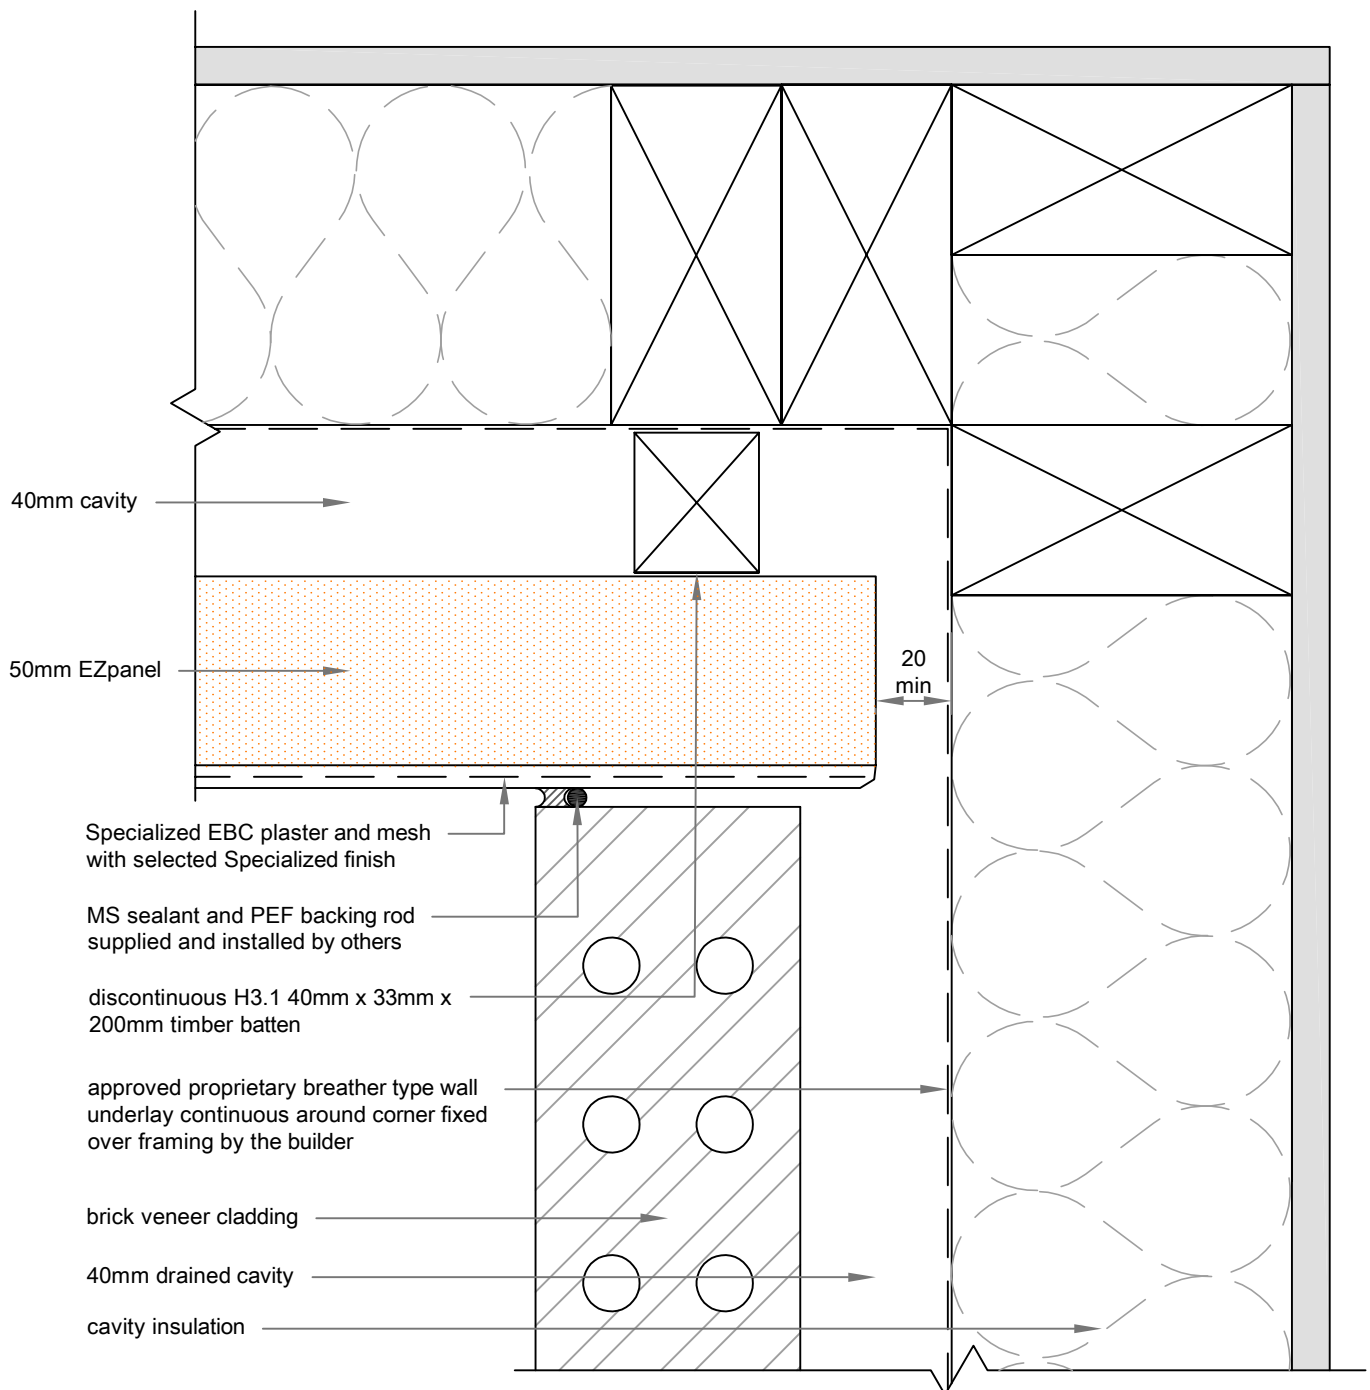 40mm cavity
50mm EZpanel
20
min
Specialized EBC plaster and mesh
with selected Specialized finish
MS sealant and PEF backing rod
supplied and installed by others
discontinuous H3.1 40mm x 33mm x
200mm timber batten
approved proprietary breather type wall
underlay continuous around corner fixed
over framing by the builder
brick veneer cladding
40mm drained cavity
cavity insulation